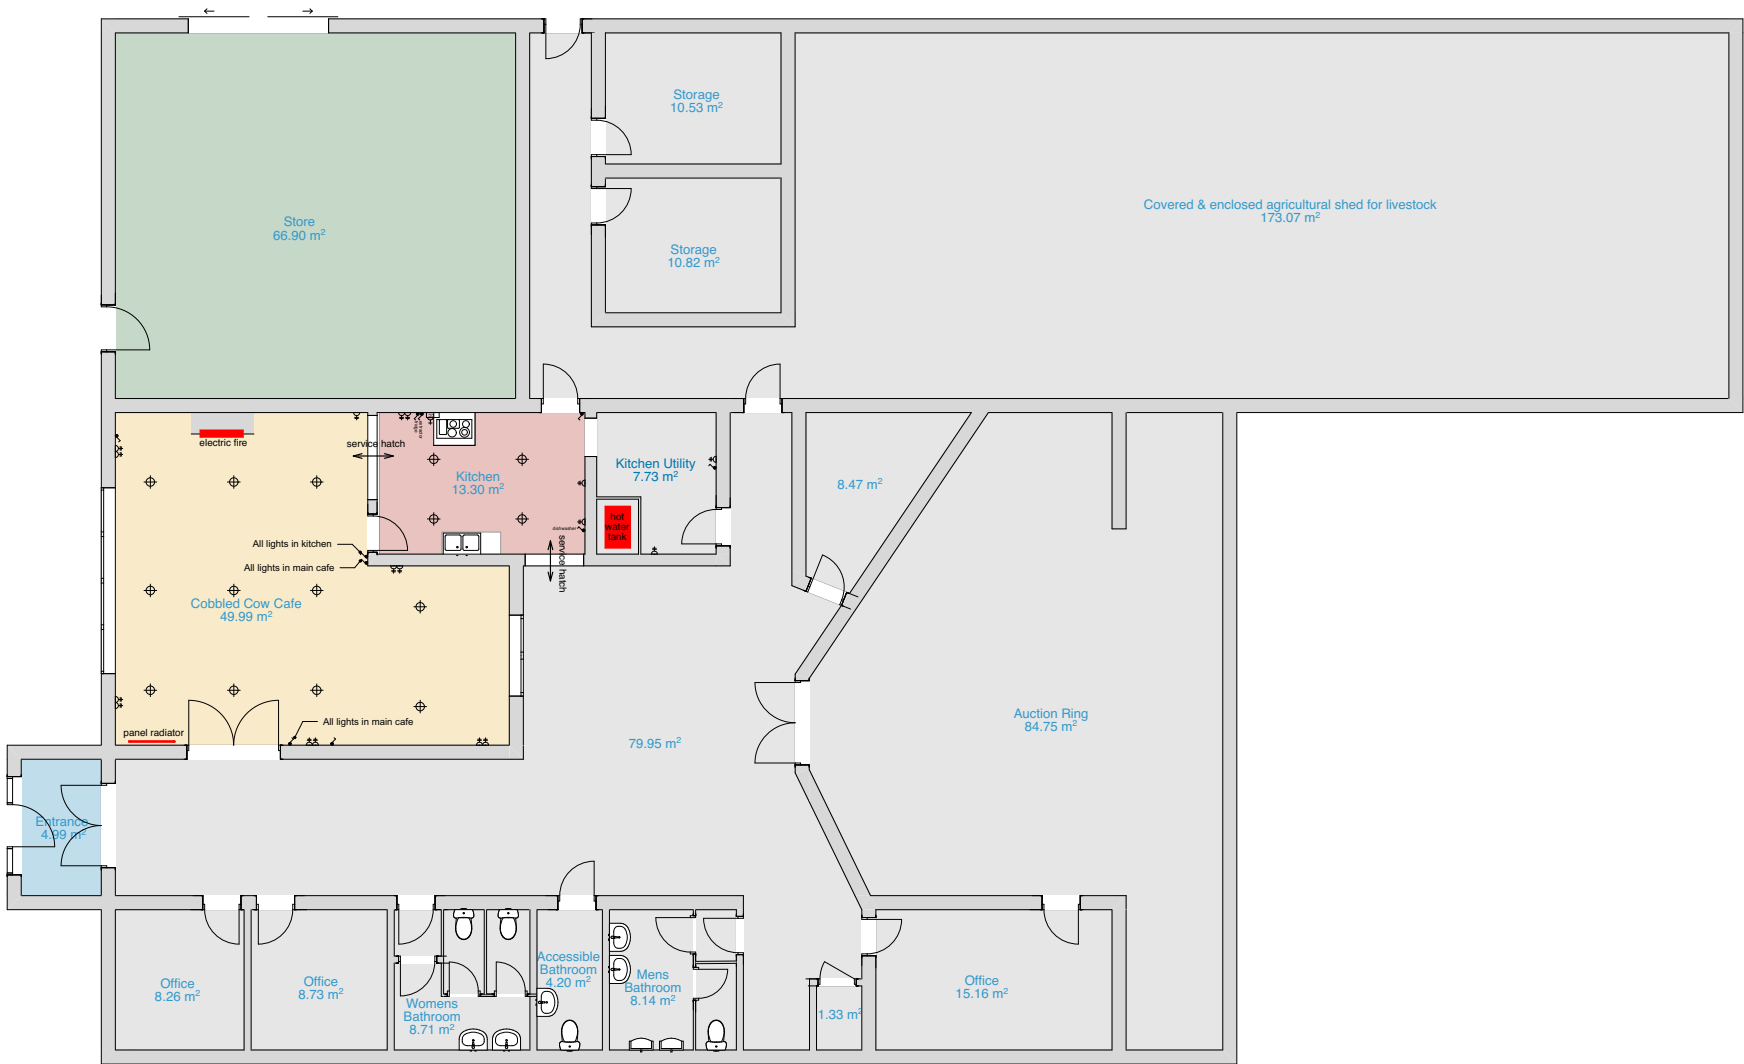 ← →
Storage
10.53 m²
Store
66.90 m²
Storage
10.82 m²
Covered & enclosed agricultural shed for livestock
173.07 m²
electric fire
service hatch
Kitchen
13.30 m²
Kitchen Utility
7.73 m²
8.47 m²
hot
water
tank
dishwasher
service hatch
All lights in kitchen
All lights in main cafe
Cobbled Cow Cafe
49.99 m²
All lights in main cafe
panel radiator
79.95 m²
Auction Ring
84.75 m²
Entrance
4.99 m²
Office
8.26 m²
Office
8.73 m²
Womens
Bathroom
8.71 m²
Accessible
Bathroom
4.20 m²
Mens
Bathroom
8.14 m²
1.33 m²
Office
15.16 m²